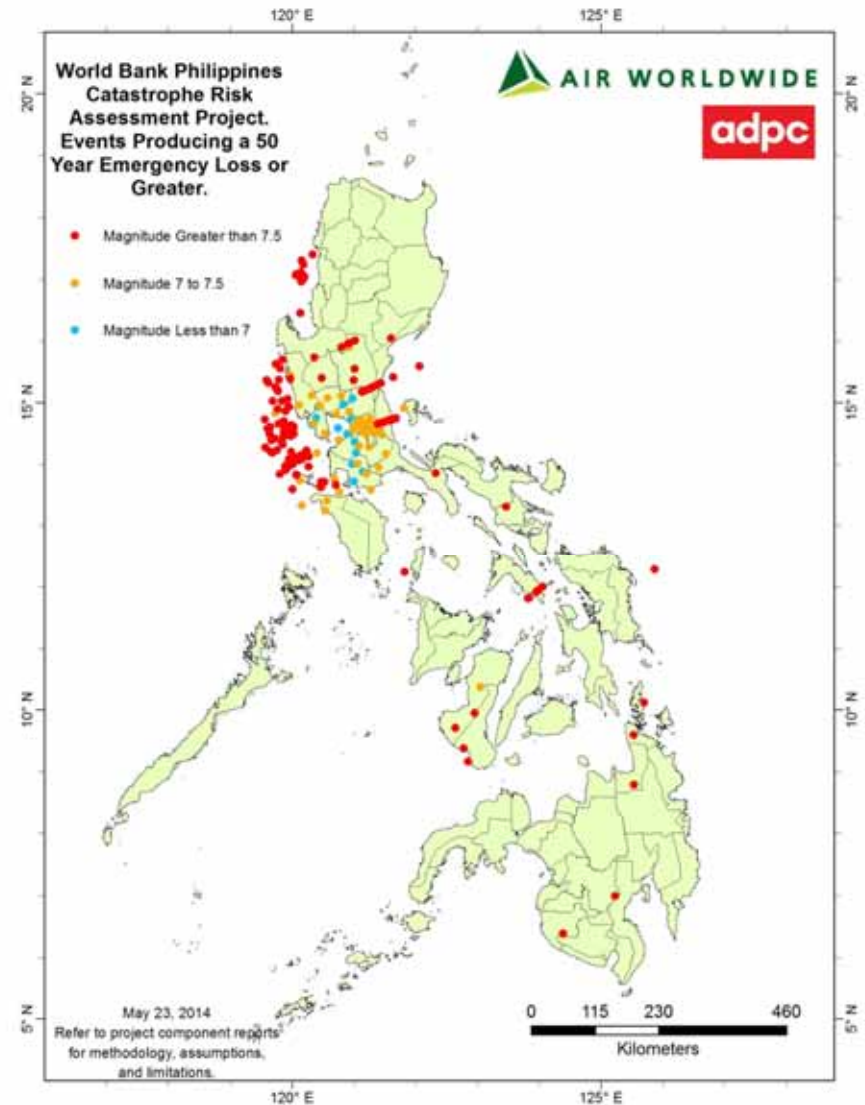 120° E
125° E
World Bank Philippines
Catastrophe Risk
Assessment Project.
Events Producing a 50
Year Emergency Loss or
Greater.
AIR WORLDWIDE
adpc
Magnitude Greater than 7.5
Magnitude 7 to 7.5
Magnitude Less than 7
20° N
20° N
15° N
15° N
10° N
10° N
5° N
5° N
May 23, 2014
Refer to project component reports
for methodology, assumptions,
and limitations.
0 115 230 460
Kilometers
120° E
125° E